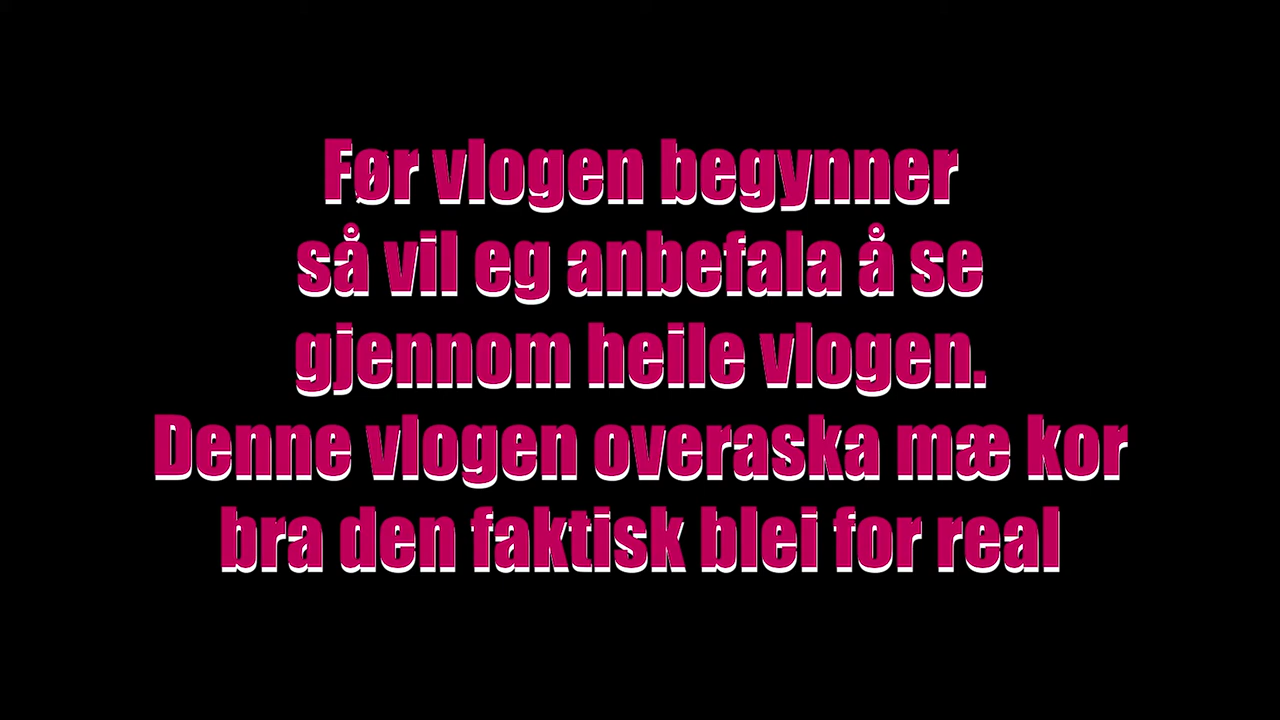 Før vlogen begynner
så vil eg anbefala å se
gjennom heile vlogen.
Denne vlogen overaska mæ kor
bra den faktisk blei for real